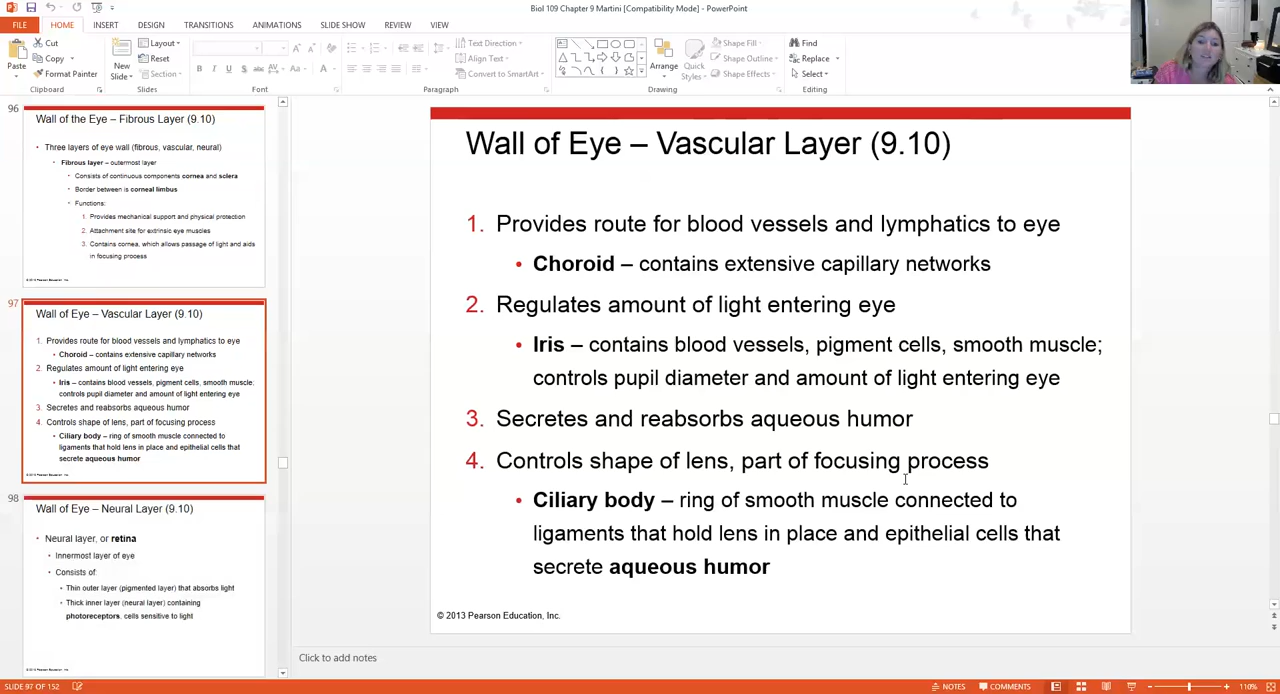 Biol 109 Chapter 9 Martini [Compatibility Mode] - PowerPoint
FILE HOME INSERT DESIGN TRANSITIONS ANIMATIONS SLIDE SHOW REVIEW VIEW
Paste
Cut
Copy
Format Painter
Clipboard
New Slide
Layout
Reset
Section
Slides
B I U S abc AV Aa A
Font
Text Direction
Align Text
Convert to SmartArt
Paragraph
Arrange
Quick Styles
Shape Fill
Shape Outline
Shape Effects
Drawing
Find
Replace
Select
Editing
96
Wall of the Eye – Fibrous Layer (9.10)
• Three layers of eye wall (fibrous, vascular, neural)
• Fibrous layer – outermost layer
• Consists of continuous components cornea and sclera
• Border between is corneal limbus
• Functions:
1. Provides mechanical support and physical protection
2. Attachment site for extrinsic eye muscles
3. Contains cornea, which allows passage of light and aids
in focusing process
© 2013 Pearson Education, Inc.
97
Wall of Eye – Vascular Layer (9.10)
1. Provides route for blood vessels and lymphatics to eye
• Choroid – contains extensive capillary networks
2. Regulates amount of light entering eye
• Iris – contains blood vessels, pigment cells, smooth muscle;
controls pupil diameter and amount of light entering eye
3. Secretes and reabsorbs aqueous humor
4. Controls shape of lens, part of focusing process
• Ciliary body – ring of smooth muscle connected to
ligaments that hold lens in place and epithelial cells that
secrete aqueous humor
© 2013 Pearson Education, Inc.
98
Wall of Eye – Neural Layer (9.10)
• Neural layer, or retina
• Innermost layer of eye
• Consists of:
• Thin outer layer (pigmented layer) that absorbs light
• Thick inner layer (neural layer) containing
photoreceptors, cells sensitive to light
© 2013 Pearson Education, Inc.
Wall of Eye – Vascular Layer (9.10)
1. Provides route for blood vessels and lymphatics to eye
• Choroid – contains extensive capillary networks
2. Regulates amount of light entering eye
• Iris – contains blood vessels, pigment cells, smooth muscle;
controls pupil diameter and amount of light entering eye
3. Secretes and reabsorbs aqueous humor
4. Controls shape of lens, part of focusing process
• Ciliary body – ring of smooth muscle connected to
ligaments that hold lens in place and epithelial cells that
secrete aqueous humor
© 2013 Pearson Education, Inc.
Click to add notes
SLIDE 97 OF 152
NOTES COMMENTS 110%